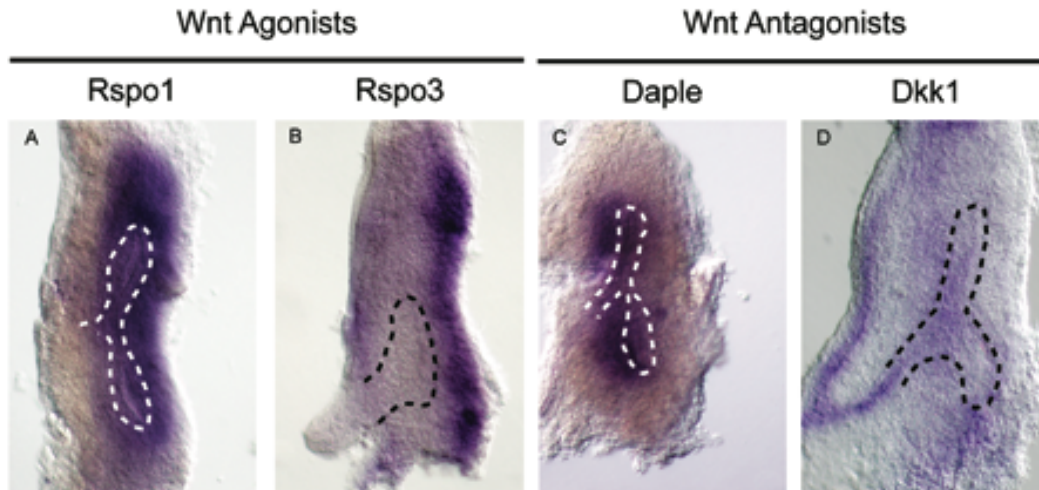 Wnt Agonists Wnt Antagonists
Rspo1 Rspo3 Daple Dkk1
A B C D